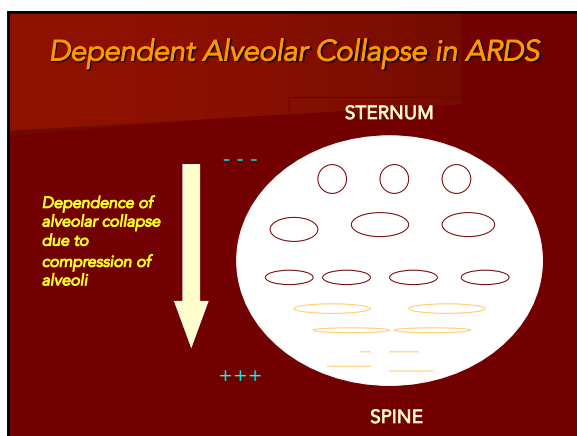 Dependent Alveolar Collapse in ARDS
STERNUM
- - -
Dependence of
alveolar collapse
due to
compression of
alveoli
+++
SPINE